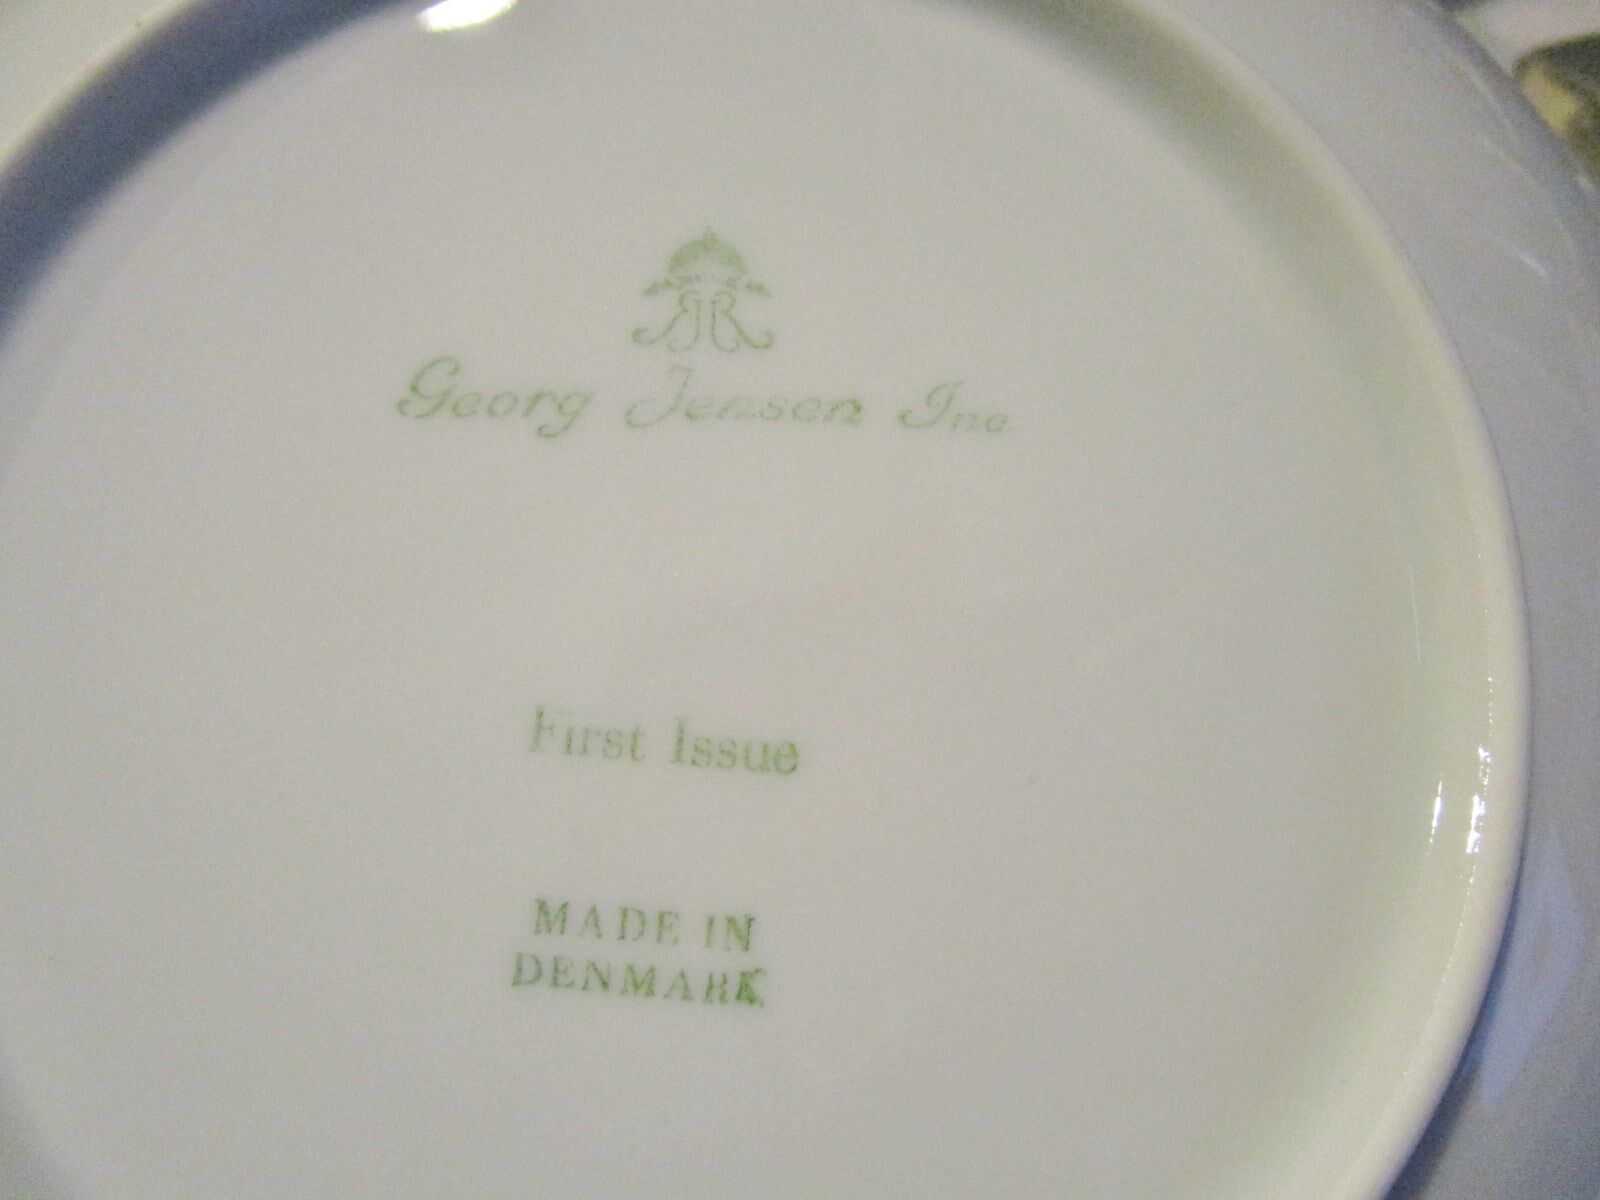 Georg Jensen Inc.
First Issue
MADE IN
DENMARK